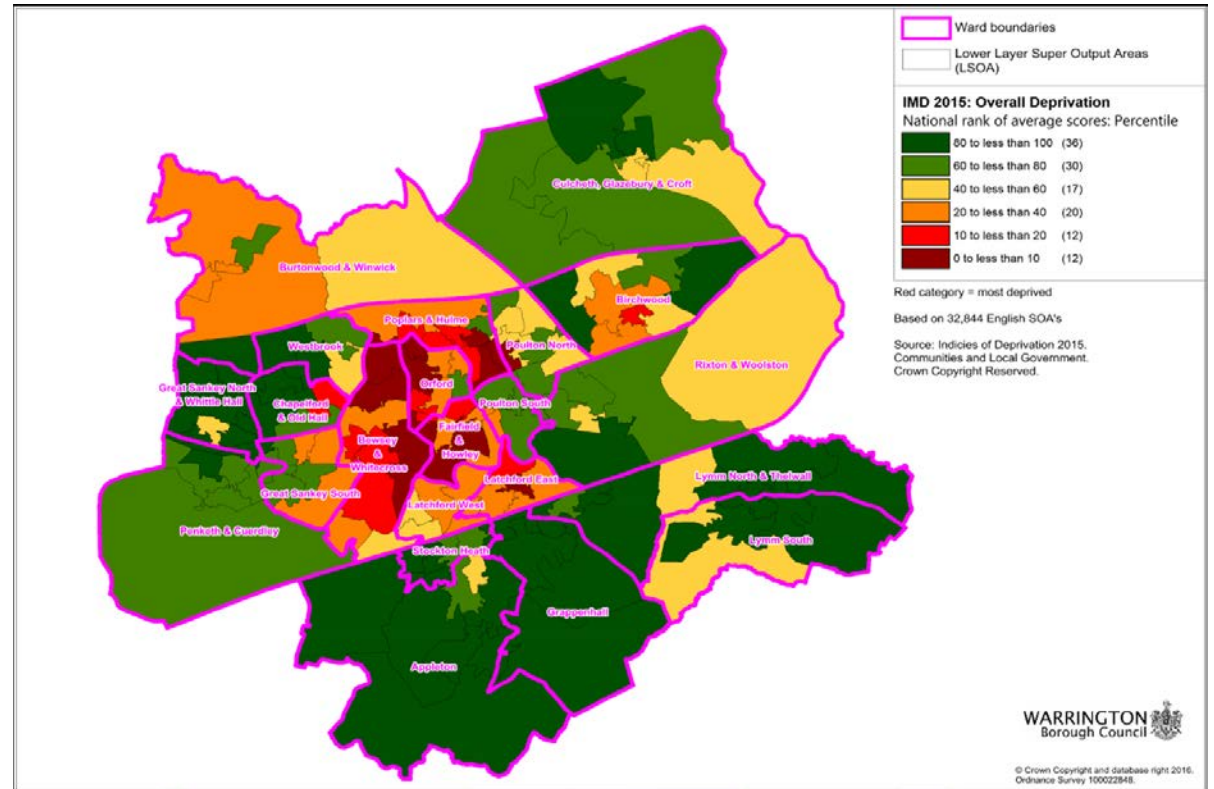 Ward boundaries
Lower Layer Super Output Areas
(LSOA)
IMD 2015: Overall Deprivation
National rank of average scores: Percentile
80 to less than 100 (36)
60 to less than 80 (30)
40 to less than 60 (17)
20 to less than 40 (20)
10 to less than 20 (12)
0 to less than 10 (12)
Red category = most deprived
Based on 32,844 English SOA's
Source: Indicies of Deprivation 2015.
Communities and Local Government.
Crown Copyright Reserved.
Culcheth, Glazebury & Croft
Burtonwood & Winwick
Birchwood
Poplars & Hulme
Westbrook
Poulton North
Rixton & Woolston
Great Sankey North
& Whittle Hall
Orford
Chapelford
& Old Hall
Poulton South
Fairfield
&
Howley
Bewsey
&
Whitecross
Latchford East
Lymm North & Thelwall
Great Sankey South
Latchford West
Penketh & Cuerdley
Lymm South
Stockton Heath
Grappenhall
Appleton
WARRINGTON
Borough Council
© Crown Copyright and database right 2016.
Ordnance Survey 100022848.